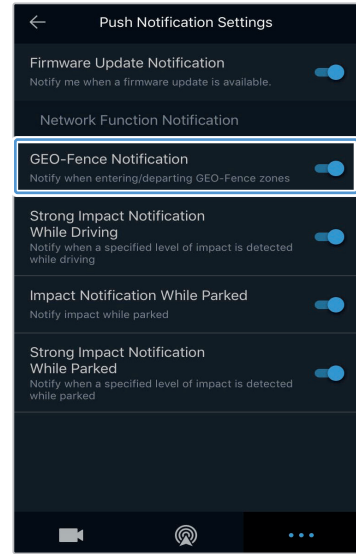 Push Notification Settings
Firmware Update Notification
Notify me when a firmware update is available.
Network Function Notification
GEO-Fence Notification
Notify when entering/departing GEO-Fence zones
Strong Impact Notification
While Driving
Notify when a specified level of impact is detected
while driving
Impact Notification While Parked
Notify impact while parked
Strong Impact Notification
While Parked
Notify when a specified level of impact is detected
while parked